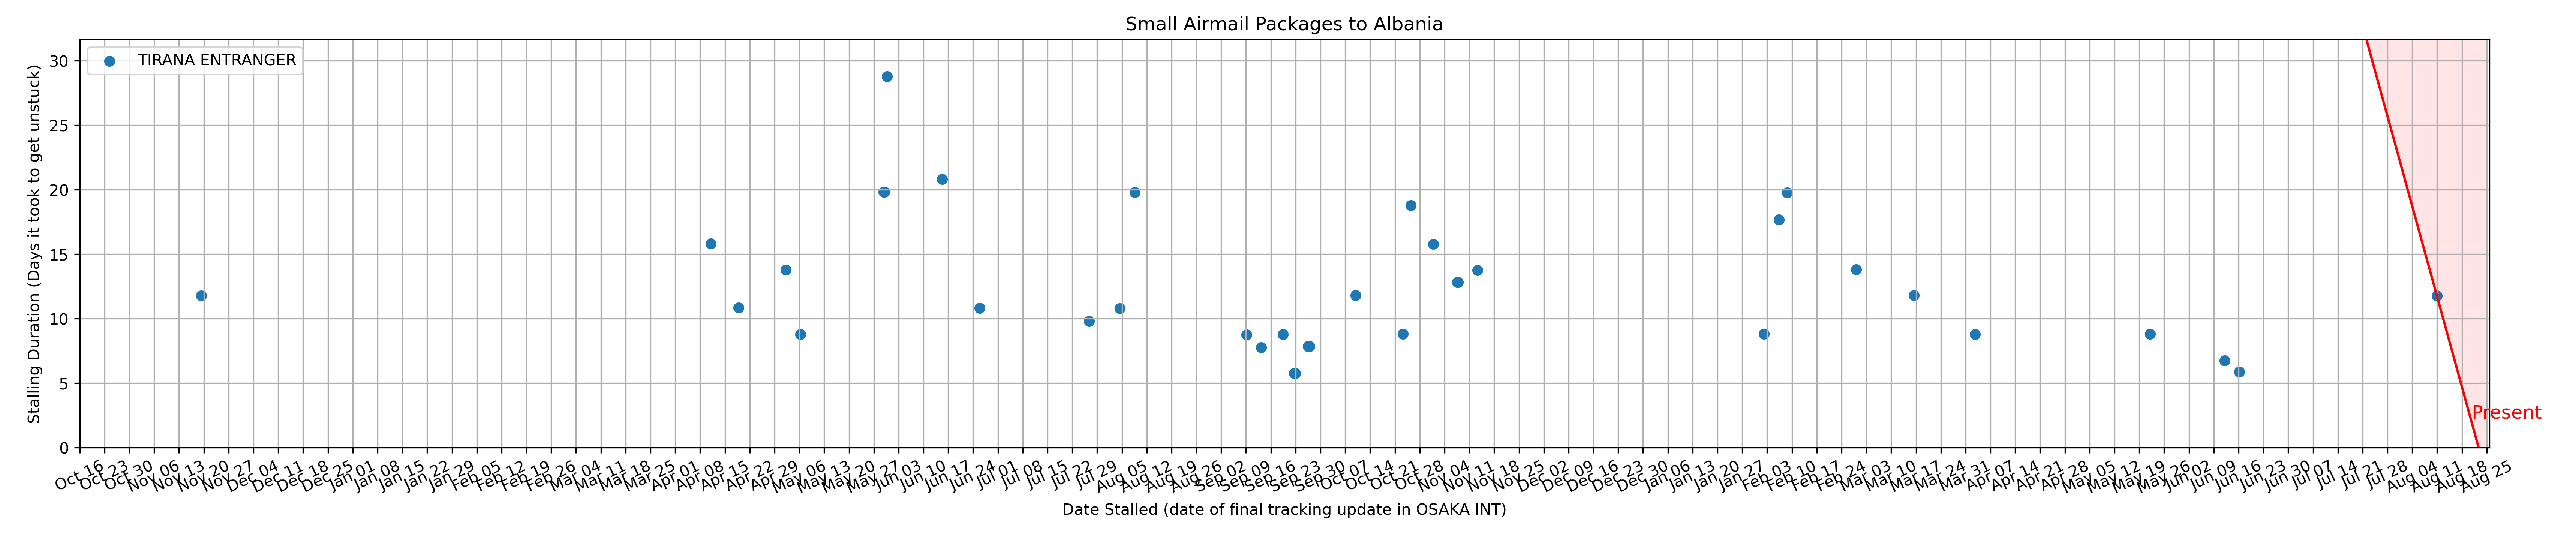 Small Airmail Packages to Albania
TIRANA ENTRANGER
Stalling Duration (Days it took to get unstuck)
30
25
20
15
10
5
0
Present
Oct 16
Oct 23
Oct 30
Nov 06
Nov 13
Nov 20
Nov 27
Dec 04
Dec 11
Dec 18
Dec 25
Jan 01
Jan 08
Jan 15
Jan 22
Jan 29
Feb 05
Feb 12
Feb 19
Feb 26
Mar 04
Mar 11
Mar 18
Mar 25
Apr 01
Apr 08
Apr 15
Apr 22
Apr 29
May 06
May 13
May 20
May 27
Jun 03
Jun 10
Jun 17
Jun 24
Jul 01
Jul 08
Jul 15
Jul 22
Jul 29
Aug 05
Aug 12
Aug 19
Aug 26
Sep 02
Sep 09
Sep 16
Sep 23
Sep 30
Oct 07
Oct 14
Oct 21
Oct 28
Nov 04
Nov 11
Nov 18
Nov 25
Dec 02
Dec 09
Dec 16
Dec 23
Dec 30
Jan 06
Jan 13
Jan 20
Jan 27
Feb 03
Feb 10
Feb 17
Feb 24
Mar 03
Mar 10
Mar 17
Mar 24
Mar 31
Apr 07
Apr 14
Apr 21
Apr 28
May 05
May 12
May 19
May 26
Jun 02
Jun 09
Jun 16
Jun 23
Jun 30
Jul 07
Jul 14
Jul 21
Jul 28
Aug 04
Aug 11
Aug 18
Aug 25
Date Stalled (date of final tracking update in OSAKA INT)